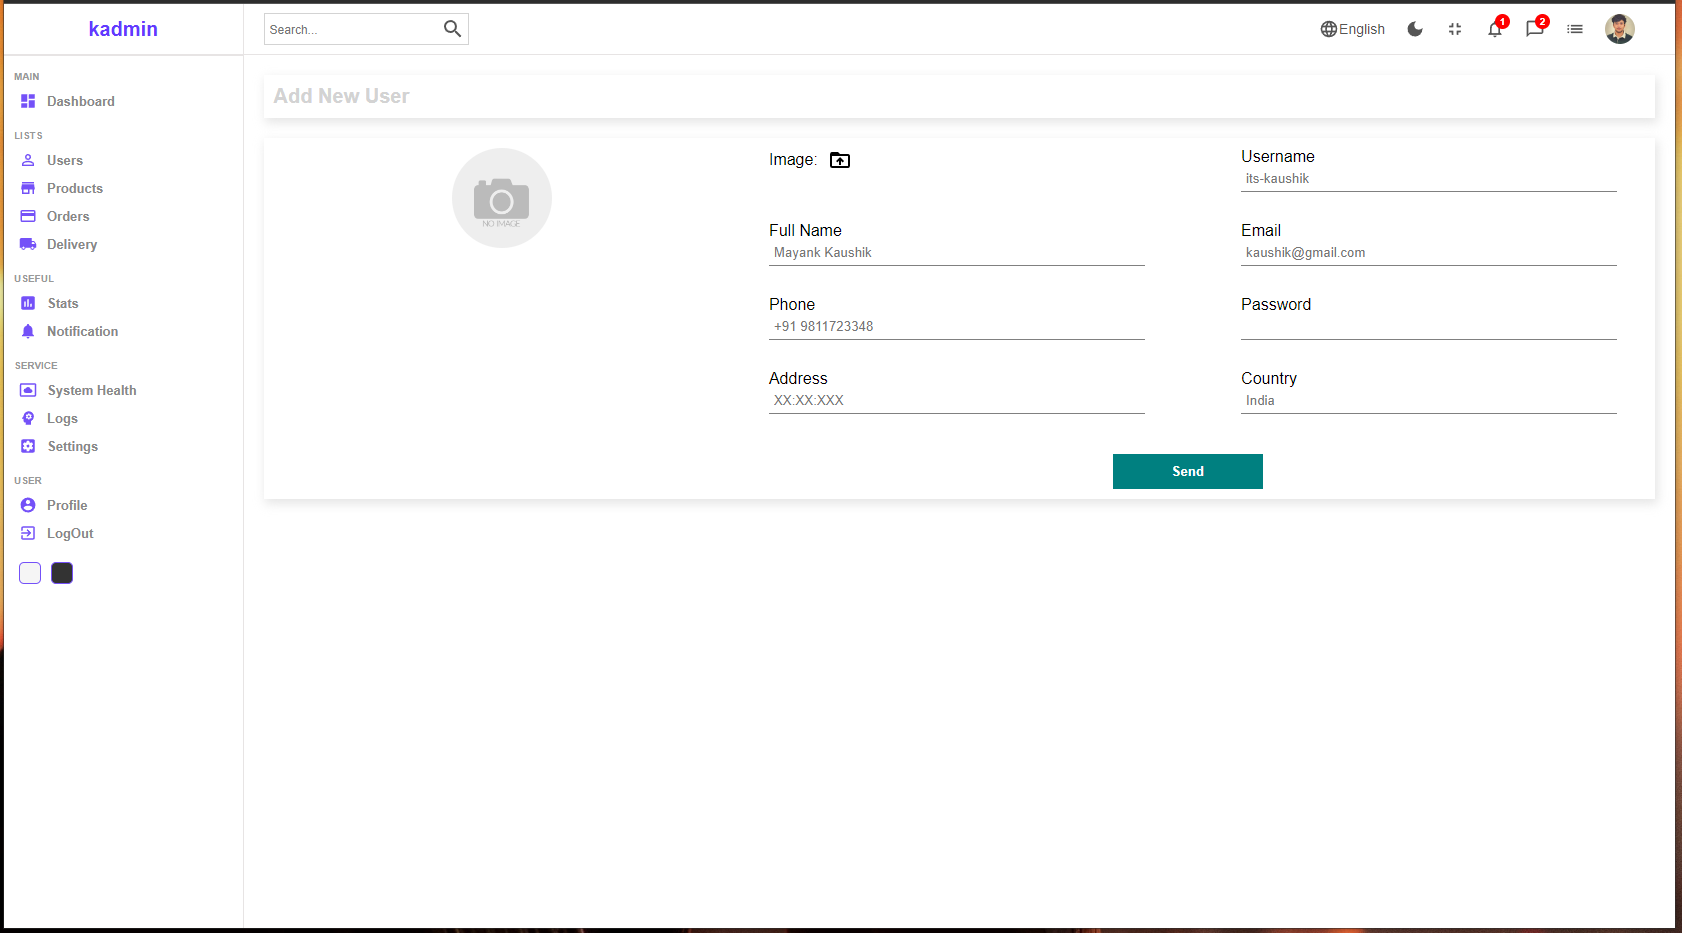 kadmin
Search...
English
1
2
MAIN
Dashboard
LISTS
Users
Products
Orders
Delivery
USEFUL
Stats
Notification
SERVICE
System Health
Logs
Settings
USER
Profile
LogOut
Add New User
NO IMAGE
Image:
Username
its-kaushik
Full Name
Mayank Kaushik
Email
kaushik@gmail.com
Phone
+91 9811723348
Password
Address
XX:XX:XXX
Country
India
Send